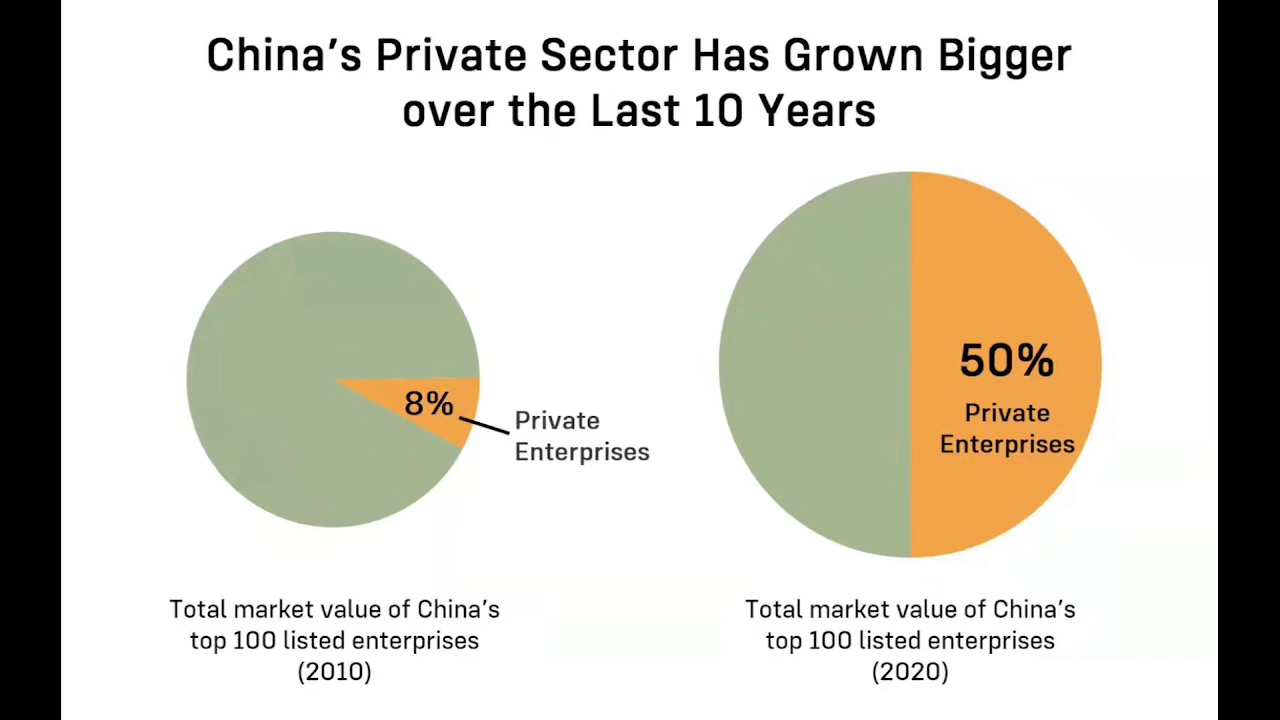 China’s Private Sector Has Grown Bigger
over the Last 10 Years
8%
Private
Enterprises
50%
Private
Enterprises
Total market value of China’s
top 100 listed enterprises
(2010)
Total market value of China’s
top 100 listed enterprises
(2020)